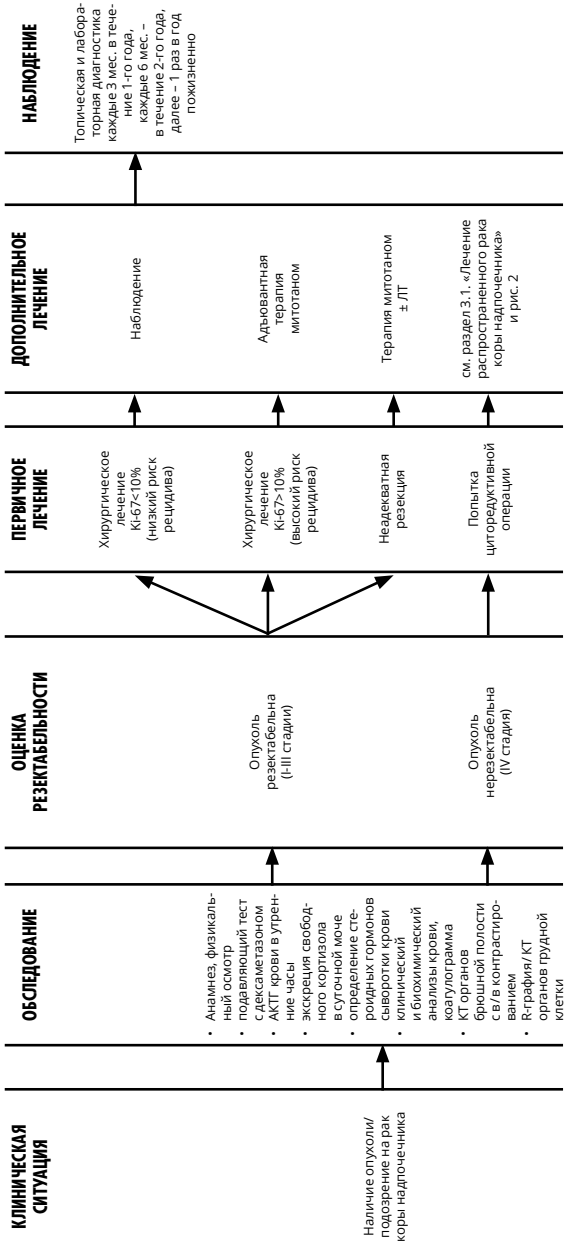 КЛИНИЧЕСКАЯ
СИТУАЦИЯ
Наличие опухоли/
подозрение на рак
коры надпочечника
ОБСЛЕДОВАНИЕ
• Анамнез, физикаль-
ный осмотр
• подавляющий тест
с дексаметазоном
• АКТГ крови в утрен-
ние часы
• экскреция свобод-
ного кортизола
в суточной моче
• определение сте-
роидных гормонов
сыворотки крови
• клинический
и биохимический
анализы крови,
коагулограмма
• КТ органов
брюшной полости
с в/в контрастиро-
ванием
• R-графия/ КТ
органов грудной
клетки
ОЦЕНКА
РЕЗЕКТАБЕЛЬНОСТИ
Опухоль
резектабельна
(I-III стадии)
Опухоль
нерезектабельна
(IV стадия)
ПЕРВИЧНОЕ
ЛЕЧЕНИЕ
Хирургическое
лечение
Ki-67<10%
(низкий риск
рецидива)
Хирургическое
лечение
Ki-67>10%
(высокий риск
рецидива)
Неадекватная
резекция
Попытка
циторедуктивной
операции
ДОПОЛНИТЕЛЬНОЕ
ЛЕЧЕНИЕ
Наблюдение
Адъювантная
терапия
митотаном
Терапия митотаном
± ЛТ
см. раздел 3.1. «Лечение
распространенного рака
коры надпочечника»
и рис. 2
НАБЛЮДЕНИЕ
Топическая и лабора-
торная диагностика
каждые 3 мес. в тече-
ние 1-го года,
каждые 6 мес. –
в течение 2-го года,
далее – 1 раз в год
пожизненно